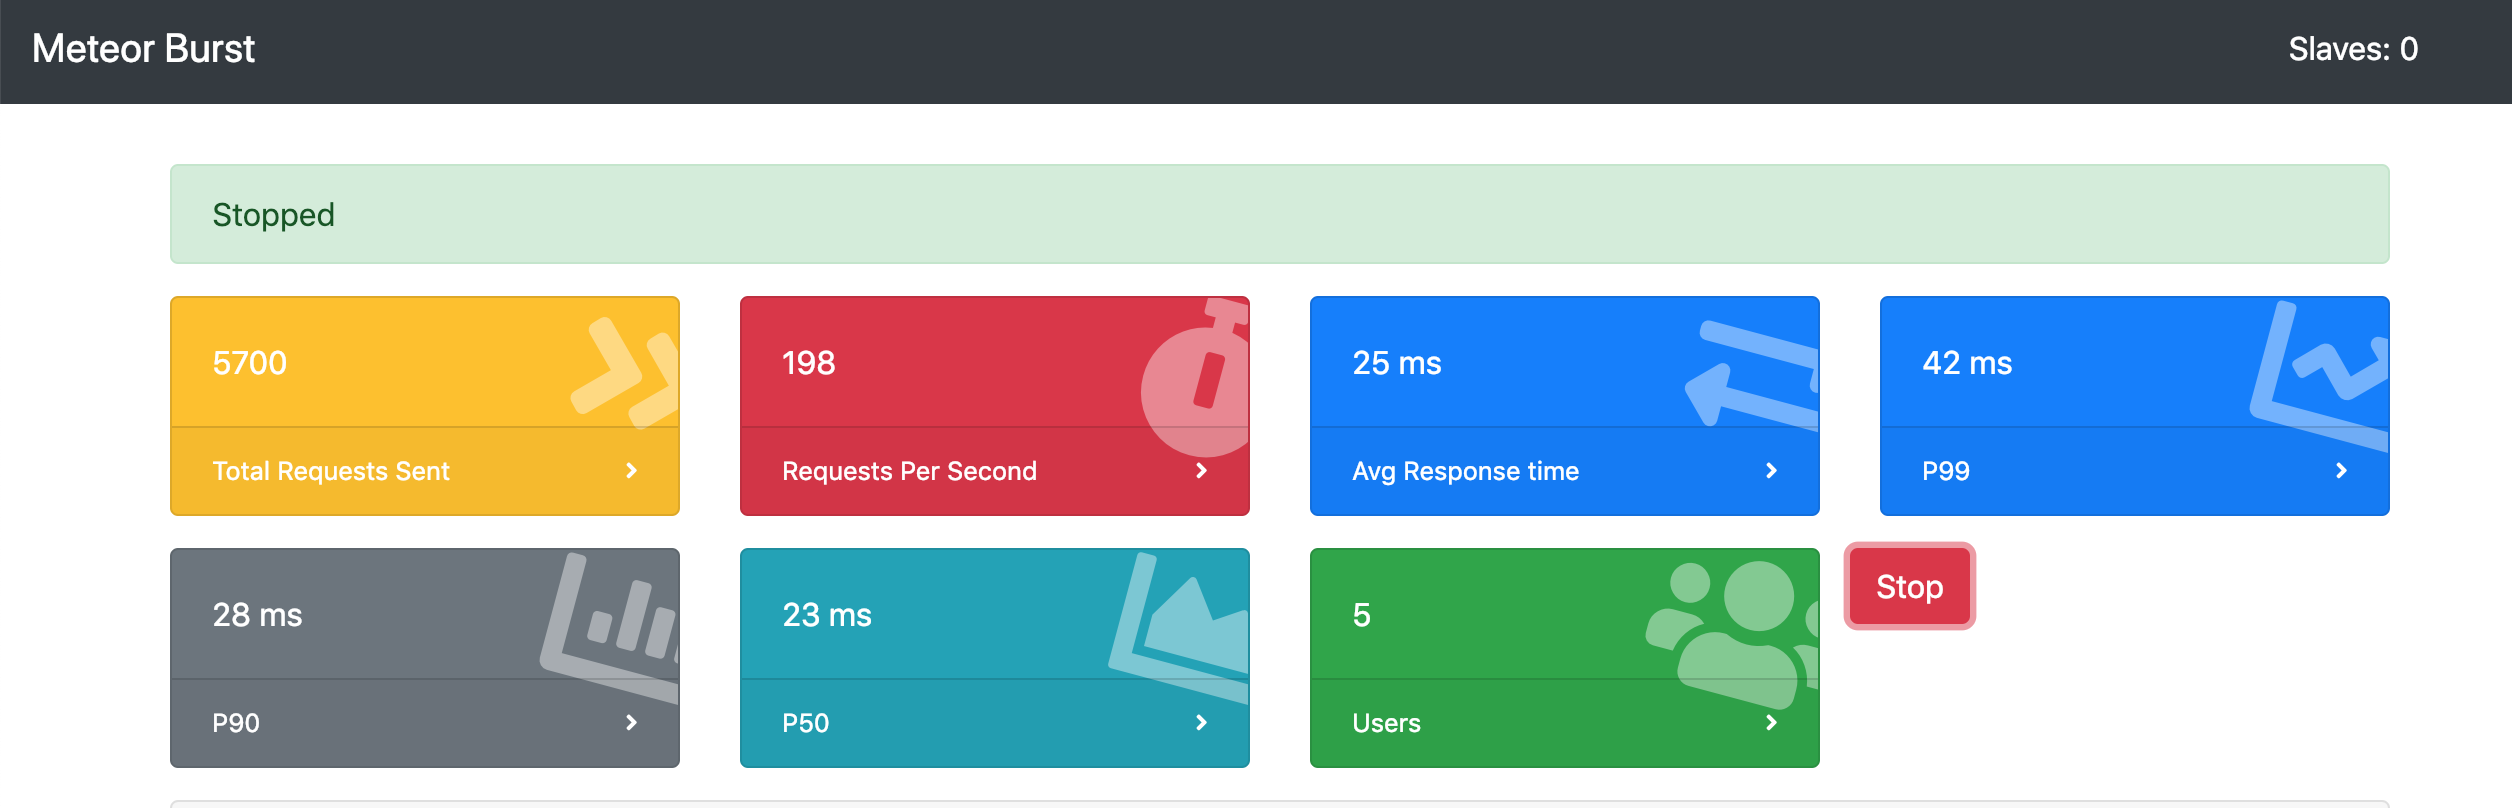 Meteor Burst
Slaves: 0
Stopped
5700
Total Requests Sent
198
Requests Per Second
25 ms
Avg Response time
42 ms
P99
28 ms
P90
23 ms
P50
5
Users
Stop